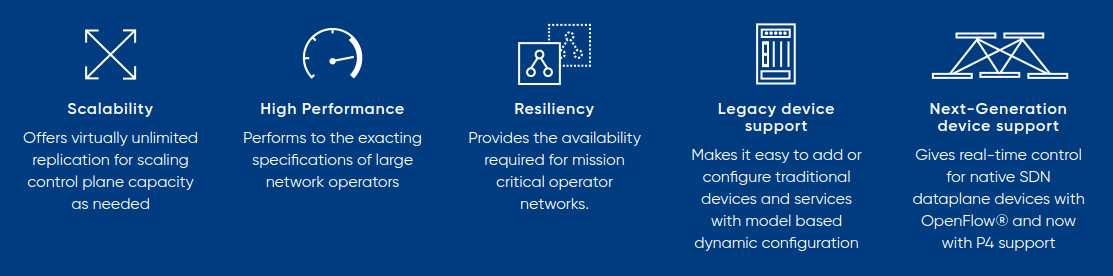 Scalability
Offers virtually unlimited
replication for scaling
control plane capacity
as needed
High Performance
Performs to the exacting
specifications of large
network operators
Resiliency
Provides the availability
required for mission
critical operator
networks.
Legacy device
support
Makes it easy to add or
configure traditional
devices and services
with model based
dynamic configuration
Next-Generation
device support
Gives real-time control
for native SDN
dataplane devices with
OpenFlow® and now
with P4 support